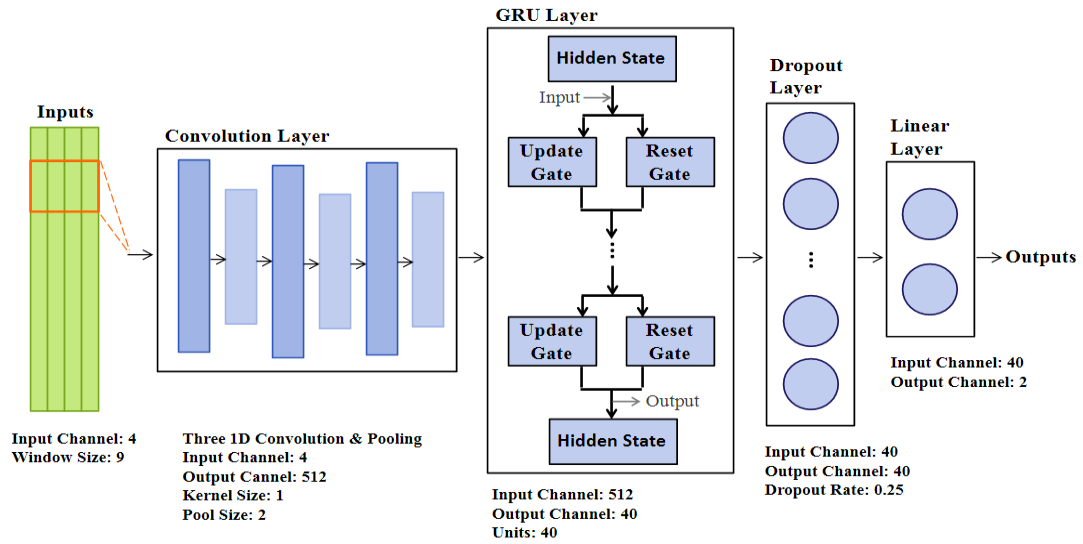 Inputs
Input Channel: 4
Window Size: 9
Convolution Layer
Three 1D Convolution & Pooling
Input Channel: 4
Output Cannel: 512
Kernel Size: 1
Pool Size: 2
GRU Layer
Hidden State
Input
Update
Gate
Reset
Gate
Update
Gate
Reset
Gate
Output
Hidden State
Input Channel: 512
Output Channel: 40
Units: 40
Dropout
Layer
Input Channel: 40
Output Channel: 40
Dropout Rate: 0.25
Linear
Layer
Input Channel: 40
Output Channel: 2
Outputs